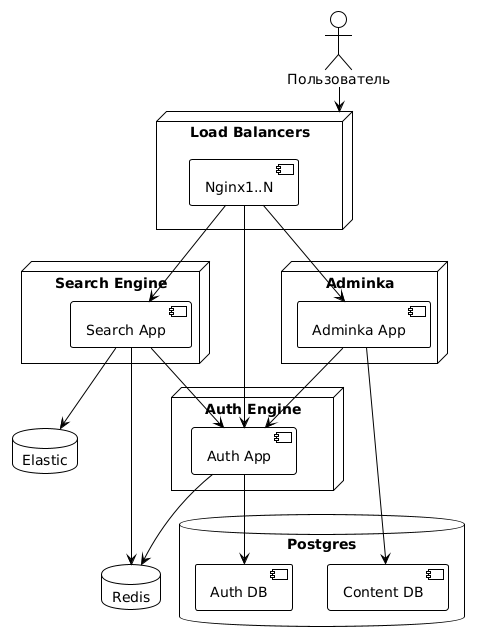 Пользователь
Load Balancers
Nginx1..N
Search Engine
Adminka
Search App
Adminka App
Auth Engine
Auth App
Elastic
Postgres
Redis
Auth DB
Content DB